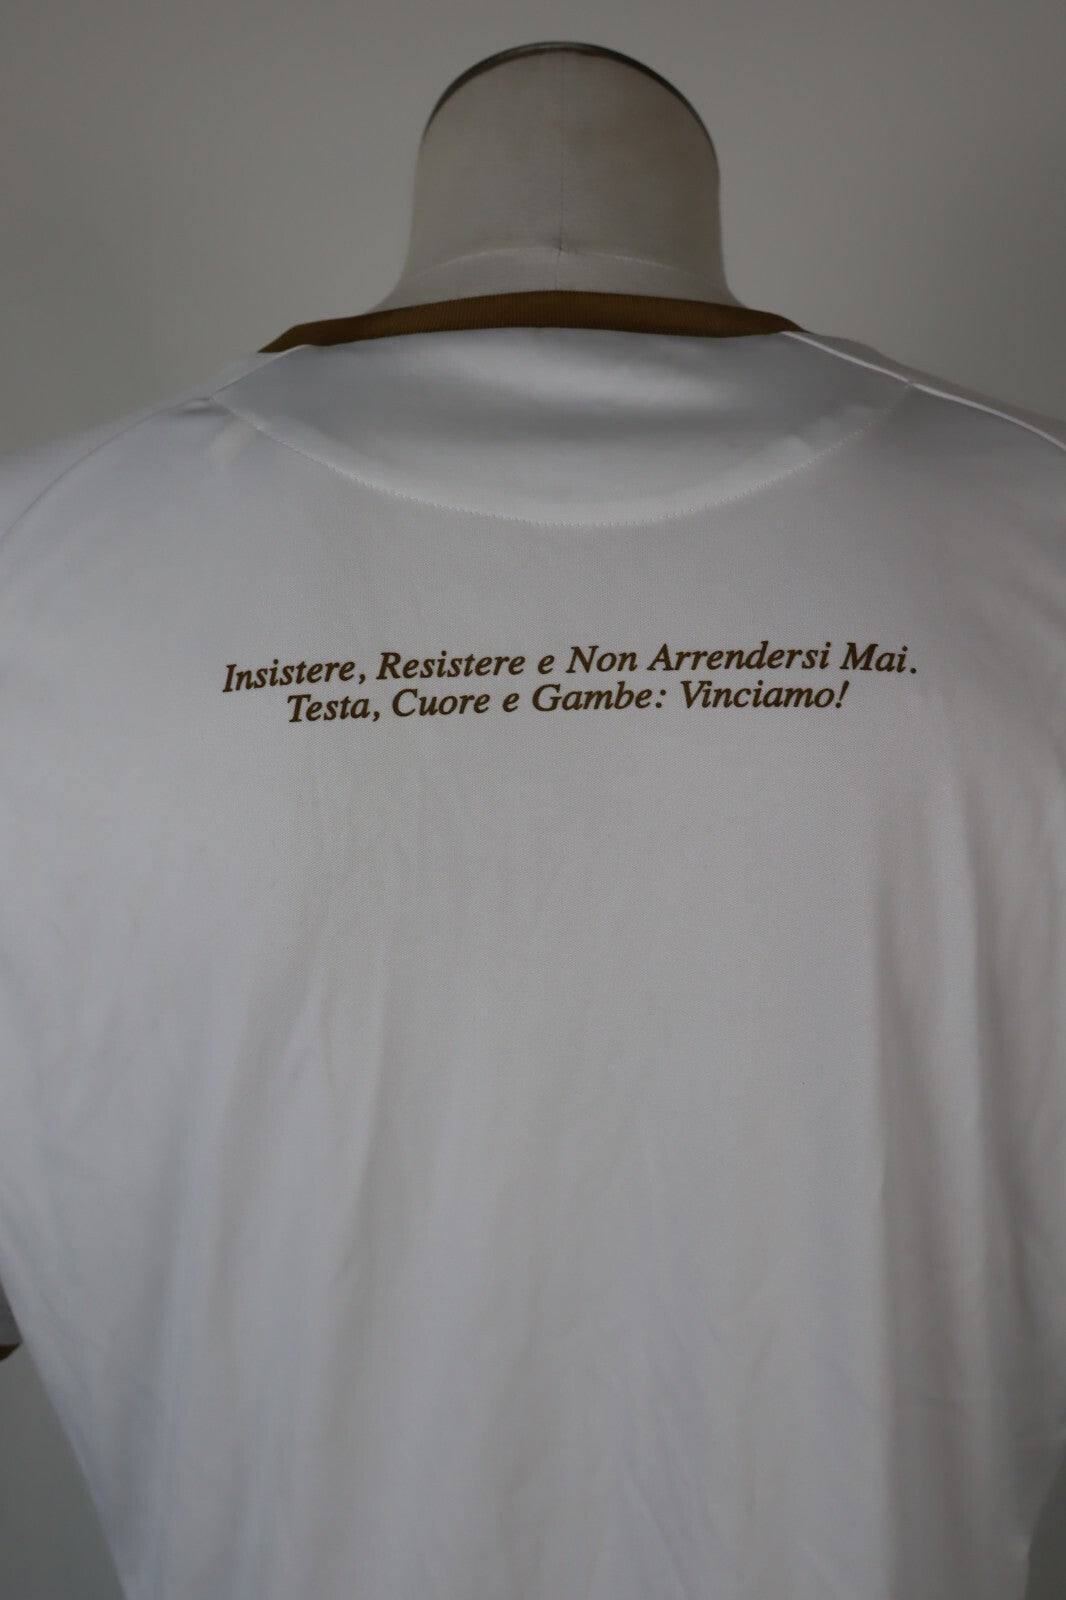 Insistere, Resistere e Non Arrendersi Mai.
Testa, Cuore e Gambe: Vinciamo!